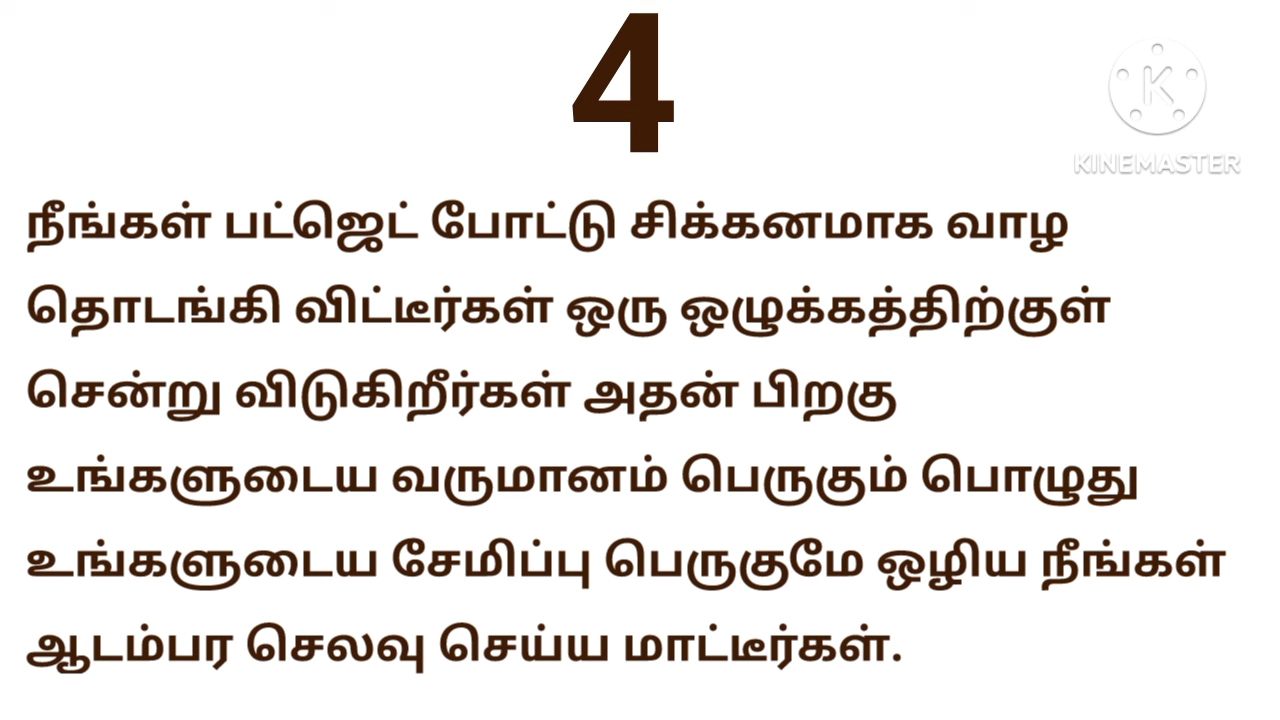 4
KINEMASTER
நீங்கள் பட்ஜெட் போட்டு சிக்கனமாக வாழ
தொடங்கி விட்டீர்கள் ஒரு ஒழுக்கத்திற்குள்
சென்று விடுகிறீர்கள் அதன் பிறகு
உங்களுடைய வருமானம் பெருகும் பொழுது
உங்களுடைய சேமிப்பு பெருகுமே ஒழிய நீங்கள்
ஆடம்பர செலவு செய்ய மாட்டீர்கள்.